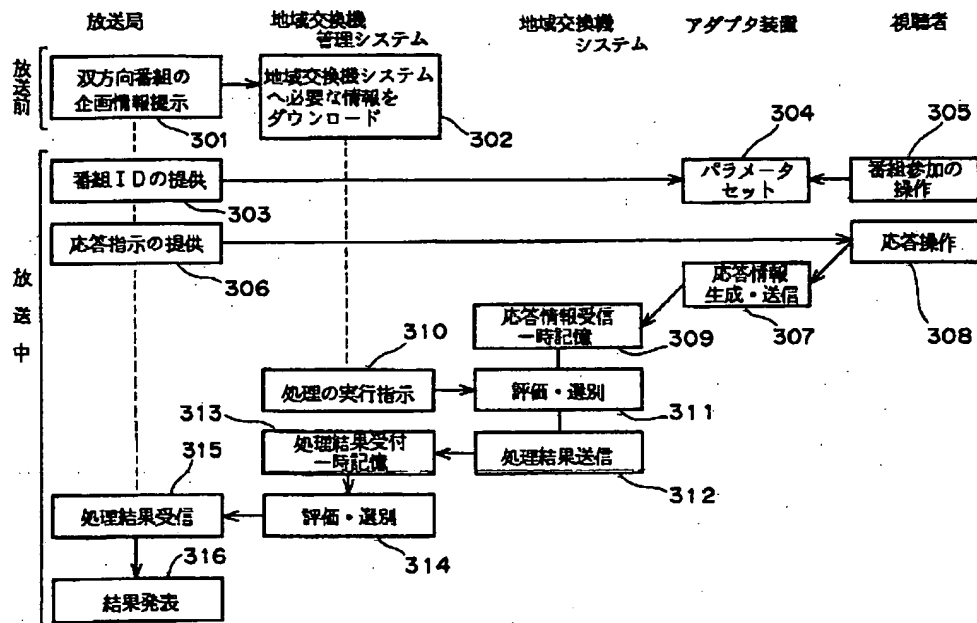 放送局
地域交換機
管理システム
地域交換機
システム
アダプタ装置
視聴者
放送前
双方向番組の
企画情報提示
301
地域交換機システム
へ必要な情報を
ダウンロード
302
304
305
放送中
番組IDの提供
303
パラメータ
セット
番組参加の
操作
応答指示の提供
306
応答操作
308
応答情報
生成・送信
307
応答情報受信
一時記憶
309
310
処理の実行指示
評価・選別
311
313
処理結果受付
一時記憶
処理結果送信
312
315
処理結果受信
評価・選別
314
316
結果発表